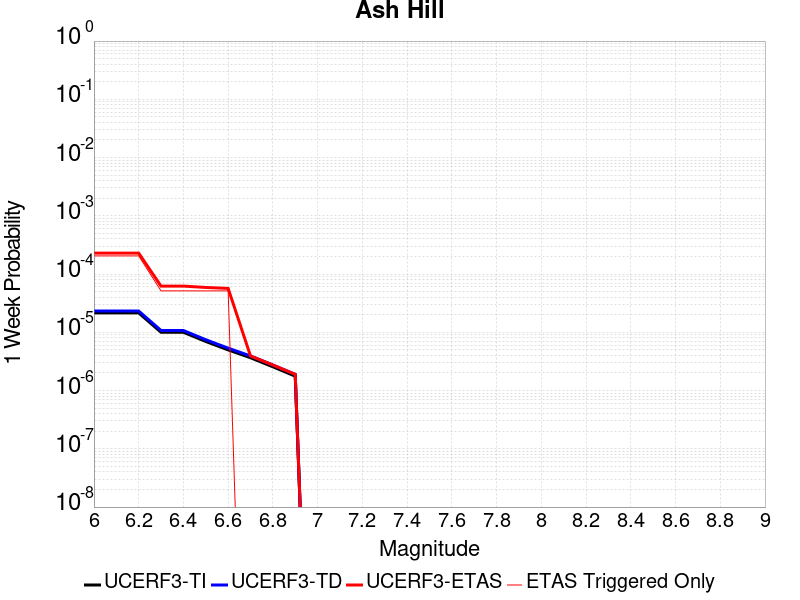 Ash Hill
10^0
10^-1
10^-2
10^-3
10^-4
10^-5
10^-6
10^-7
10^-8
1 Week Probability
6 6.2 6.4 6.6 6.8 7 7.2 7.4 7.6 7.8 8 8.2 8.4 8.6 8.8 9
Magnitude
UCERF3-TI UCERF3-TD UCERF3-ETAS ETAS Triggered Only